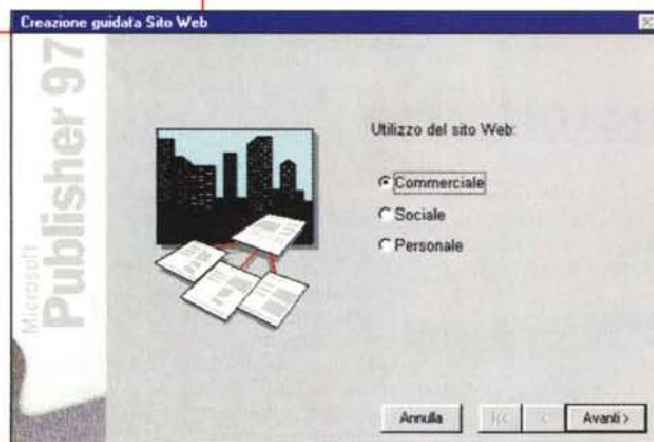 Creazione guidata Sito Web
Microsoft
Publisher 97
Utilizzo del sito Web:
Commerciale
Sociale
Personale
Annulla
|<<
<
Avanti >